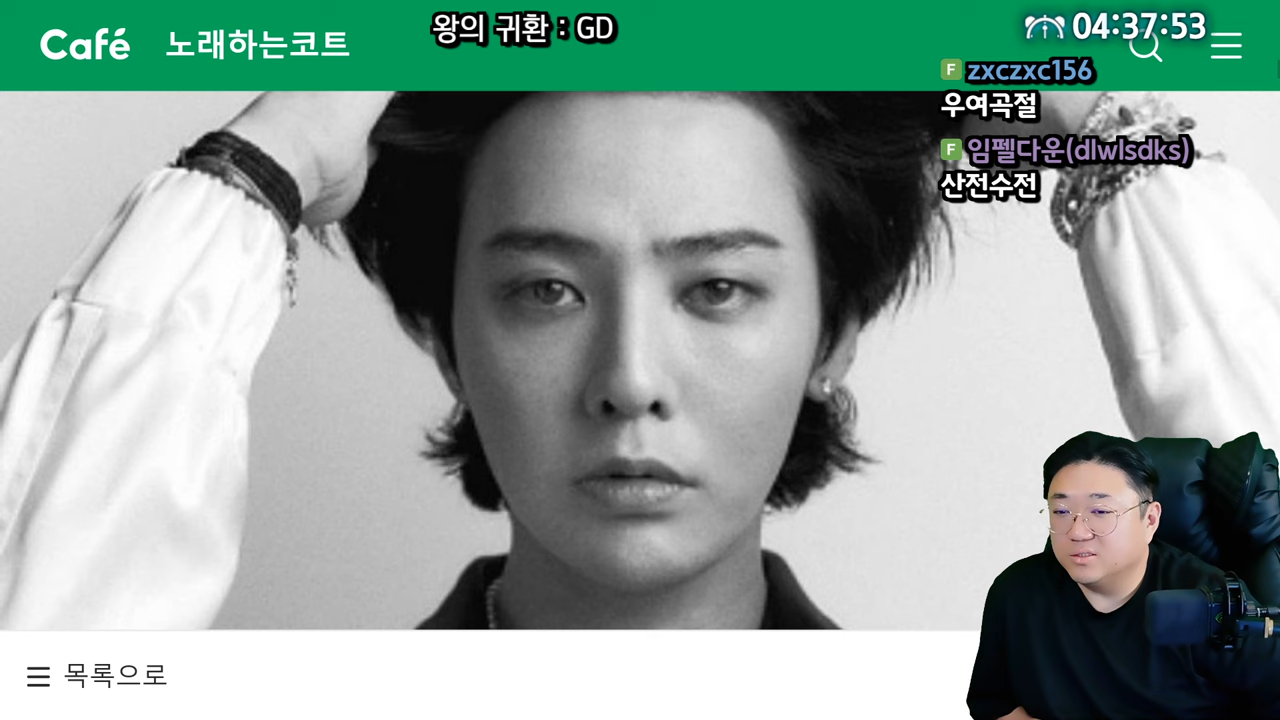 왕의 귀환 : GD
04:37:53
Café 노래하는코트
F zxczxc156
우여곡절
F 임펠다운(dlwlsdks)
산전수전
목록으로